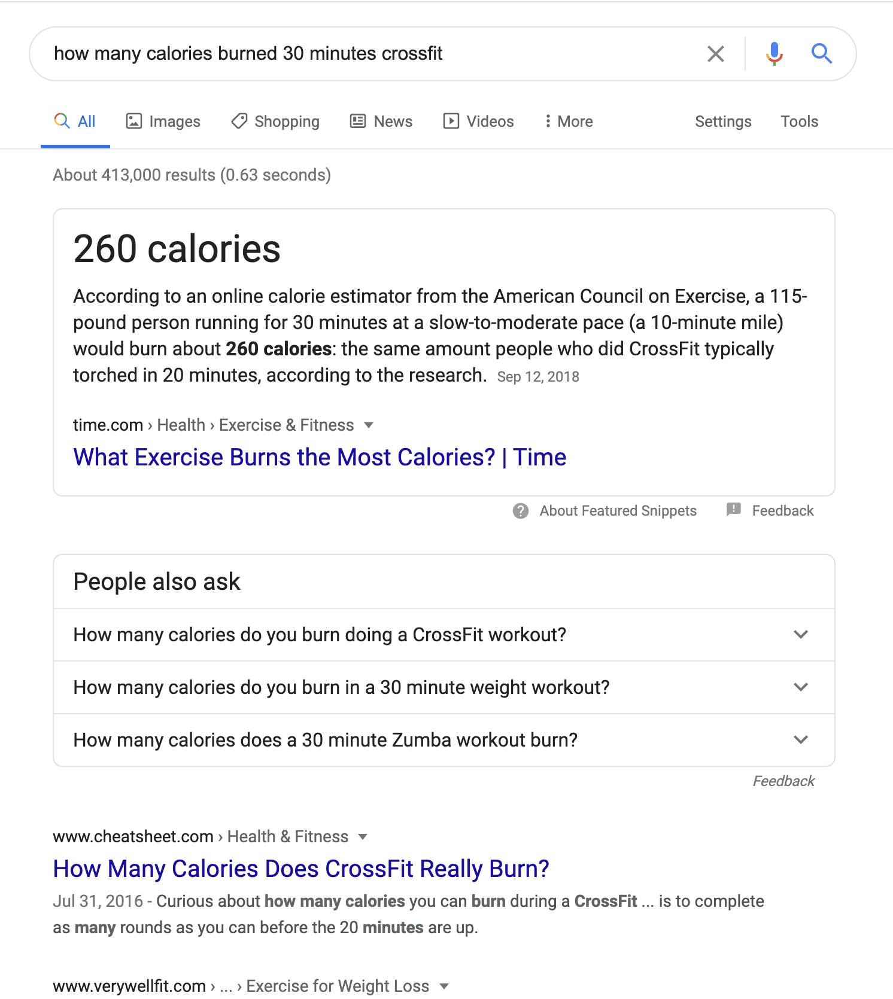 how many calories burned 30 minutes crossfit
All Images Shopping News Videos More Settings Tools
About 413,000 results (0.63 seconds)
260 calories
According to an online calorie estimator from the American Council on Exercise, a 115-
pound person running for 30 minutes at a slow-to-moderate pace (a 10-minute mile)
would burn about 260 calories: the same amount people who did CrossFit typically
torched in 20 minutes, according to the research. Sep 12, 2018
time.com › Health › Exercise & Fitness
What Exercise Burns the Most Calories? | Time
About Featured Snippets Feedback
People also ask
How many calories do you burn doing a CrossFit workout?
How many calories do you burn in a 30 minute weight workout?
How many calories does a 30 minute Zumba workout burn?
Feedback
www.cheatsheet.com › Health & Fitness
How Many Calories Does CrossFit Really Burn?
Jul 31, 2016 - Curious about how many calories you can burn during a CrossFit ... is to complete
as many rounds as you can before the 20 minutes are up.
www.verywellfit.com › ... › Exercise for Weight Loss